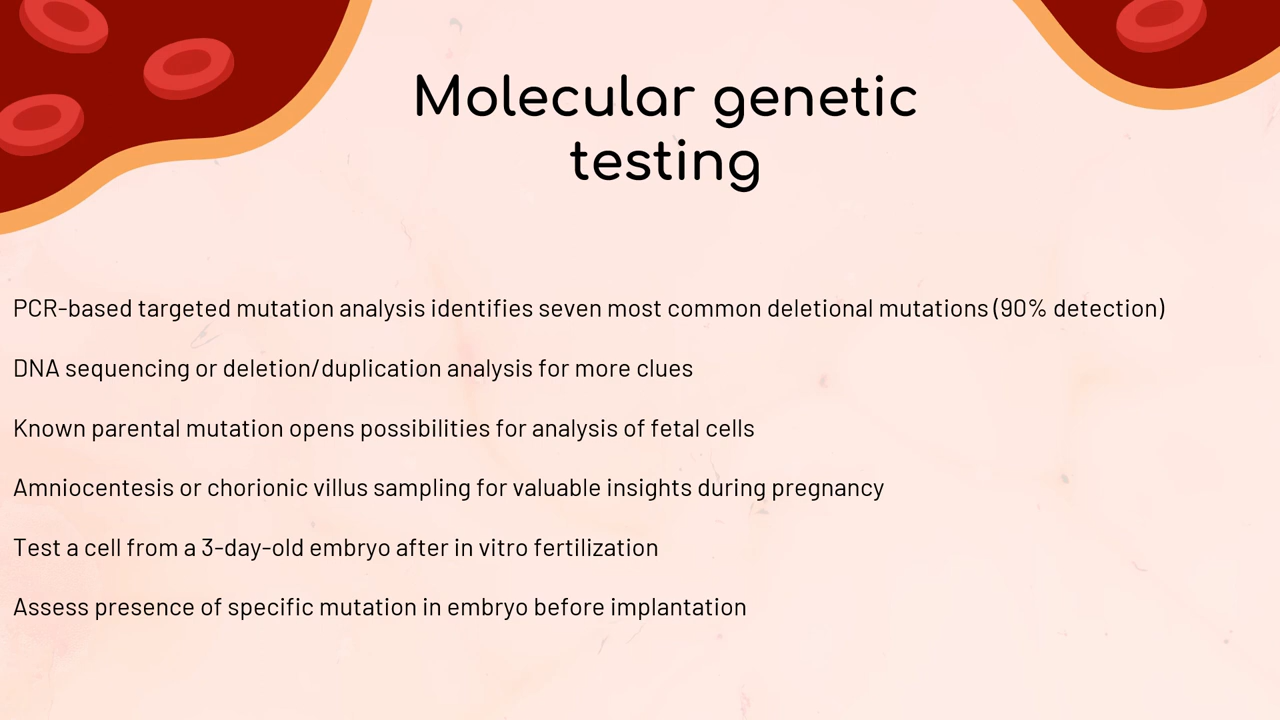 Molecular genetic
testing
PCR-based targeted mutation analysis identifies seven most common deletional mutations (90% detection)
DNA sequencing or deletion/duplication analysis for more clues
Known parental mutation opens possibilities for analysis of fetal cells
Amniocentesis or chorionic villus sampling for valuable insights during pregnancy
Test a cell from a 3-day-old embryo after in vitro fertilization
Assess presence of specific mutation in embryo before implantation